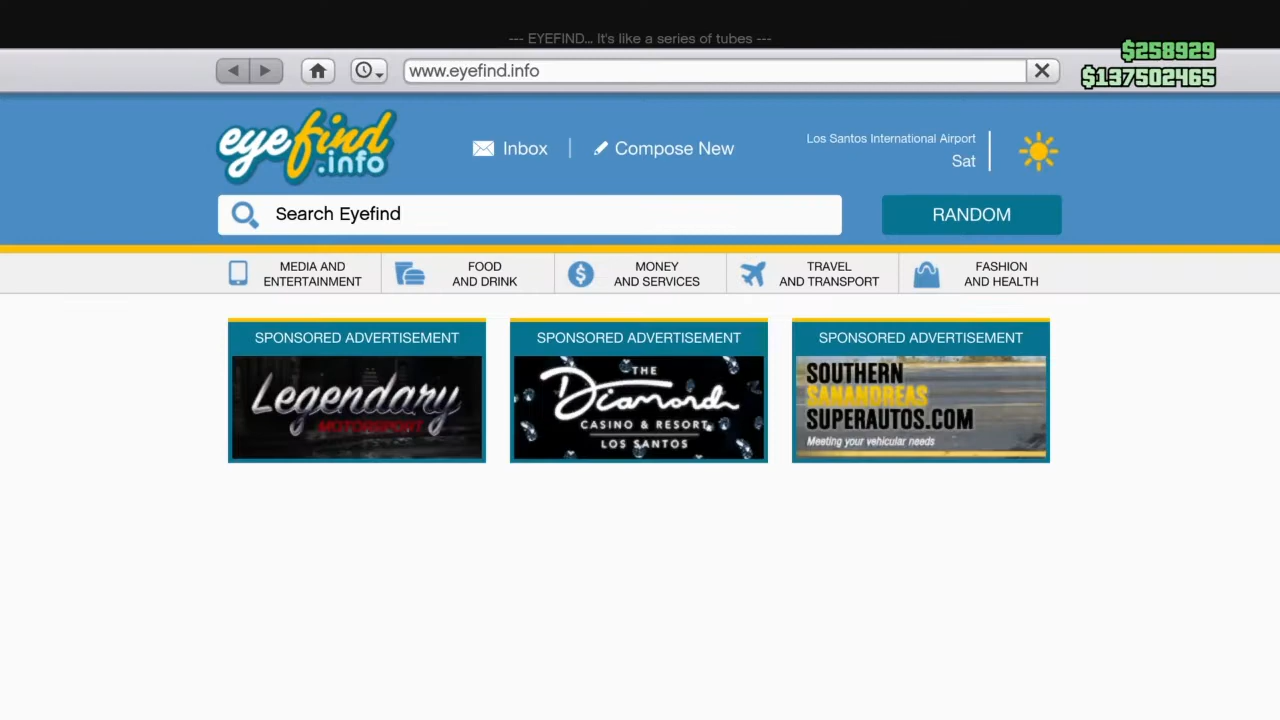 --- EYEFIND... It's like a series of tubes ---
$258929
www.eyefind.info
$137502465
eyefind
.info
Inbox
Compose New
Los Santos International Airport
Sat
Search Eyefind
RANDOM
MEDIA AND
ENTERTAINMENT
FOOD
AND DRINK
MONEY
AND SERVICES
TRAVEL
AND TRANSPORT
FASHION
AND HEALTH
SPONSORED ADVERTISEMENT
Legendary
MOTORSPORT
SPONSORED ADVERTISEMENT
THE
Diamond
CASINO & RESORT
LOS SANTOS
SPONSORED ADVERTISEMENT
SOUTHERN
SANANDREAS
SUPERAUTOS.COM
Meeting your vehicular needs